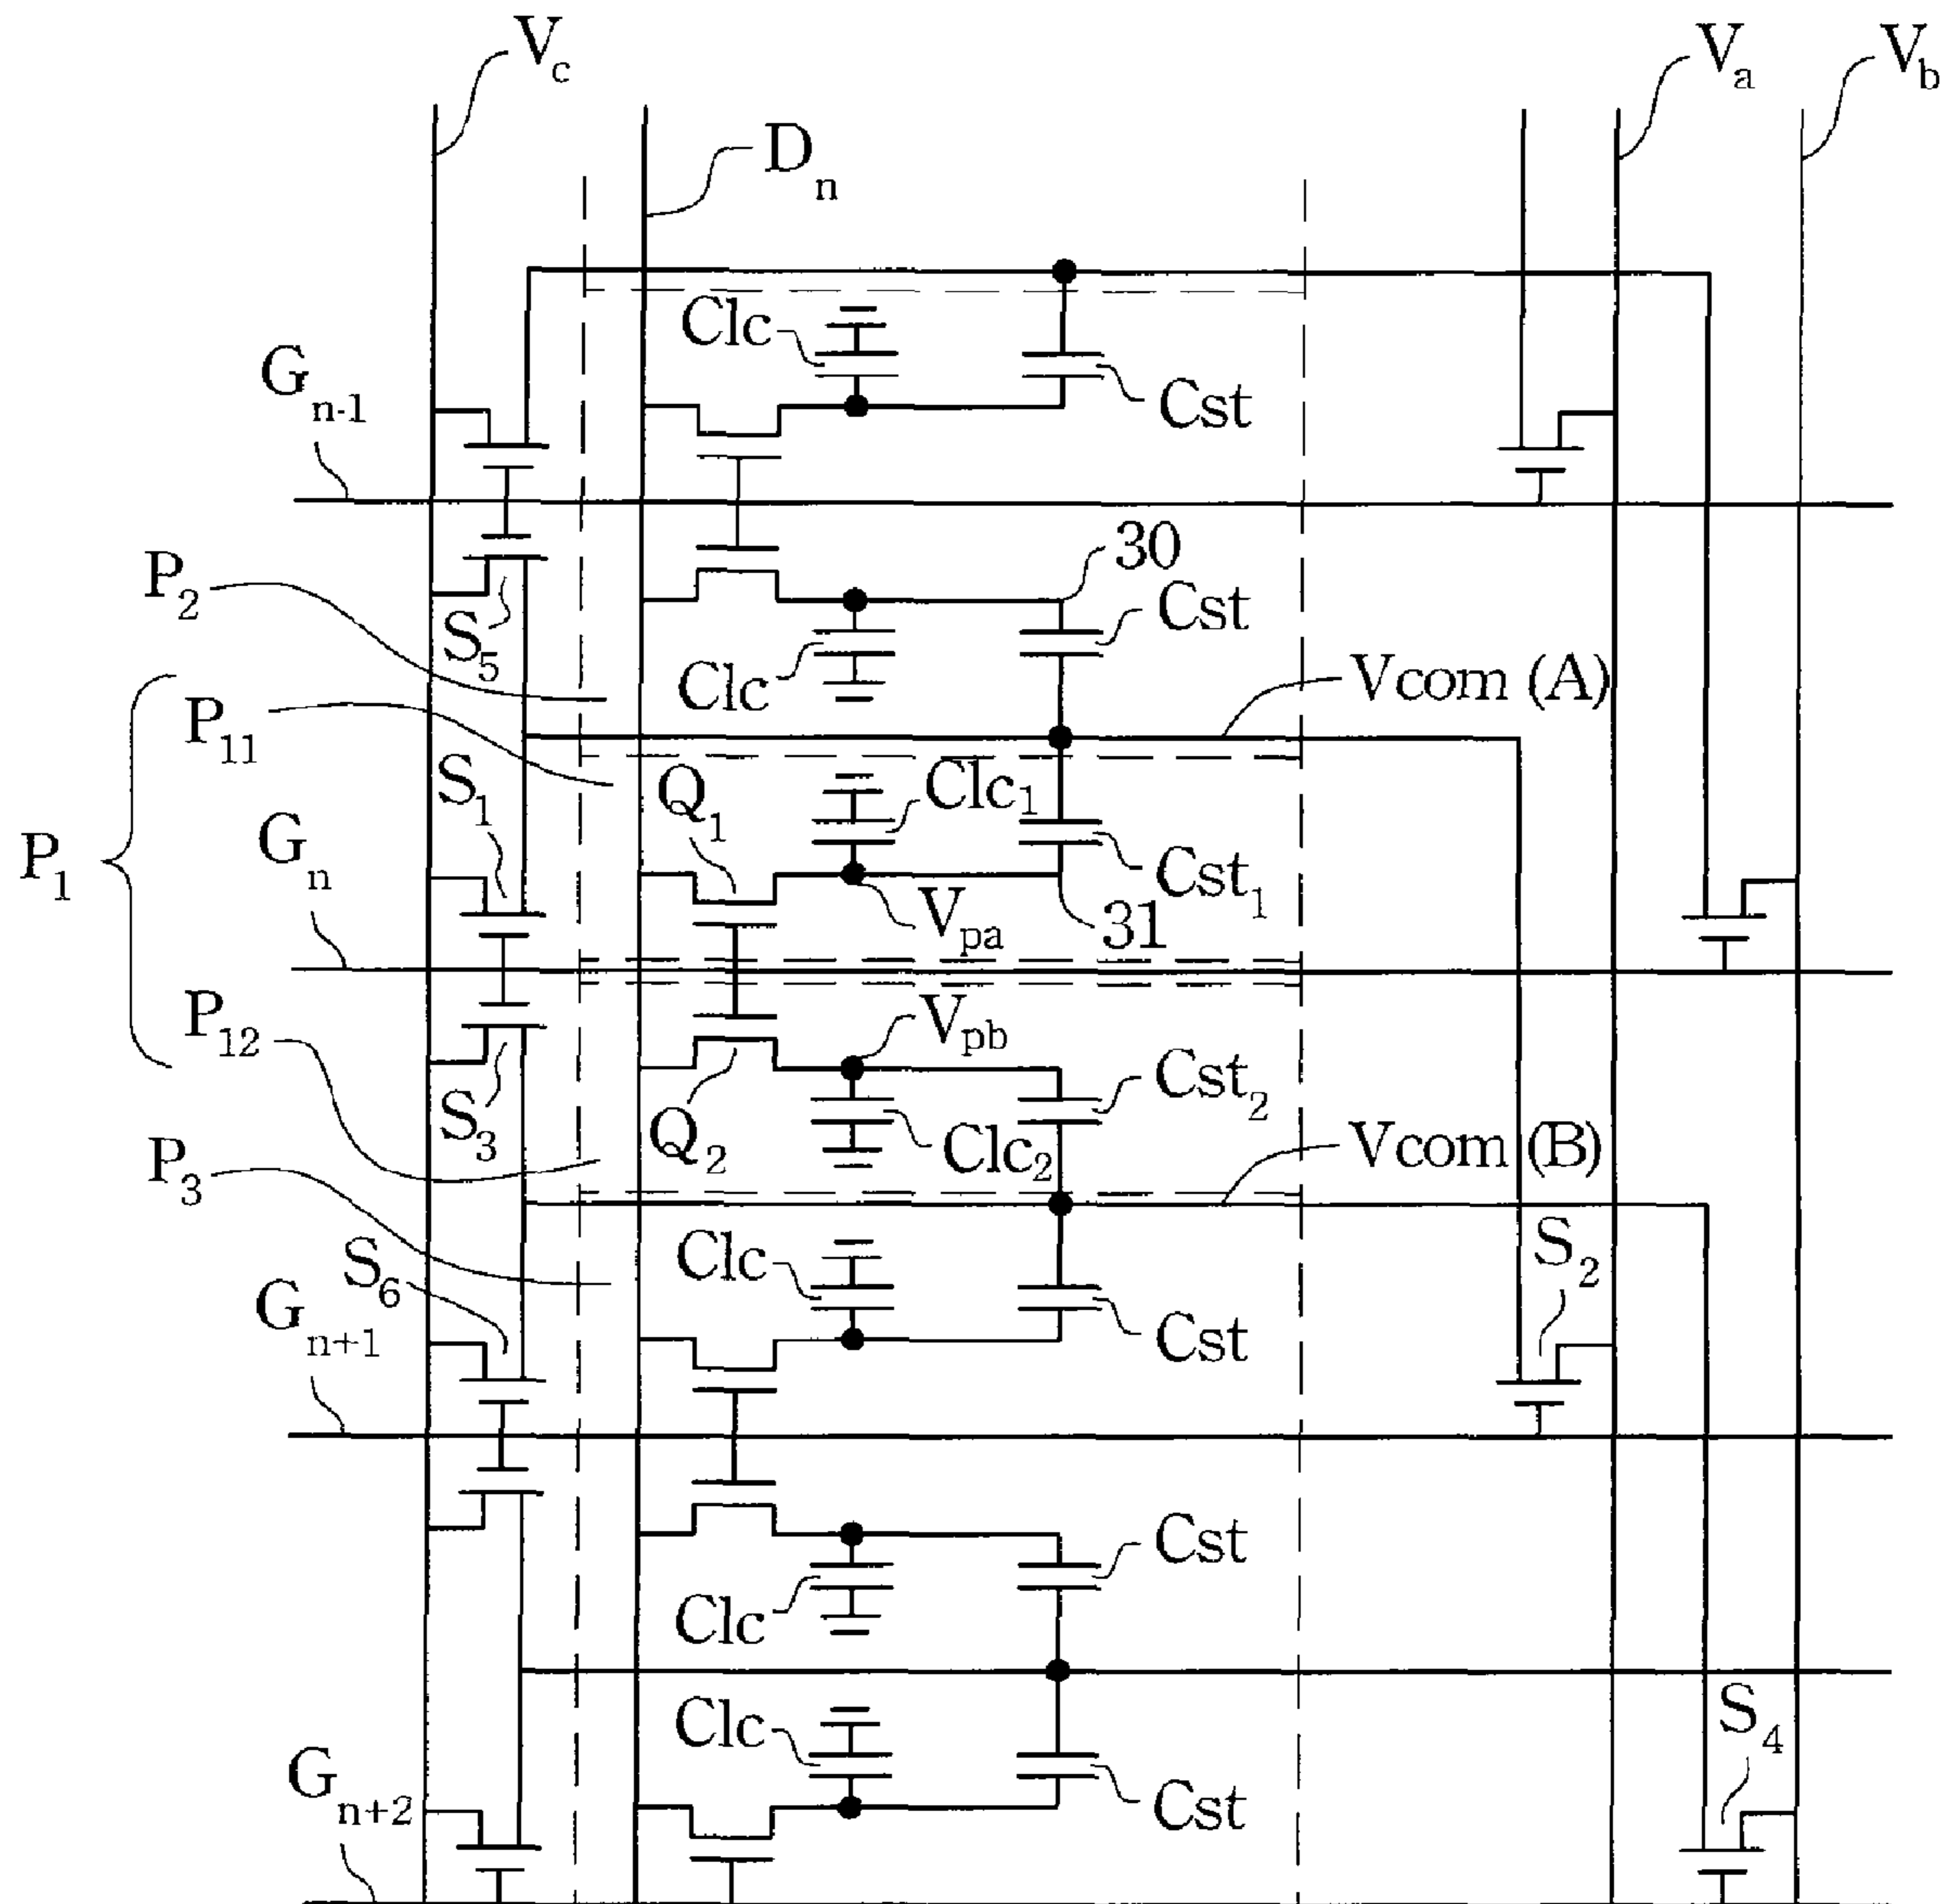 Vc
Va
Vb
Dn
Clc
Gn-1
Cst
30
P2
Cst
S5
Clc
Vcom (A)
P11
S1
Q1
Clc1
Gn
P1
Cst1
Vpa
31
P12
Vpb
S3
Cst2
Q2
Clc2
Vcom (B)
P3
S2
Clc
S6
Gn+1
Cst
Cst
Clc
S4
Clc
Gn+2
Cst